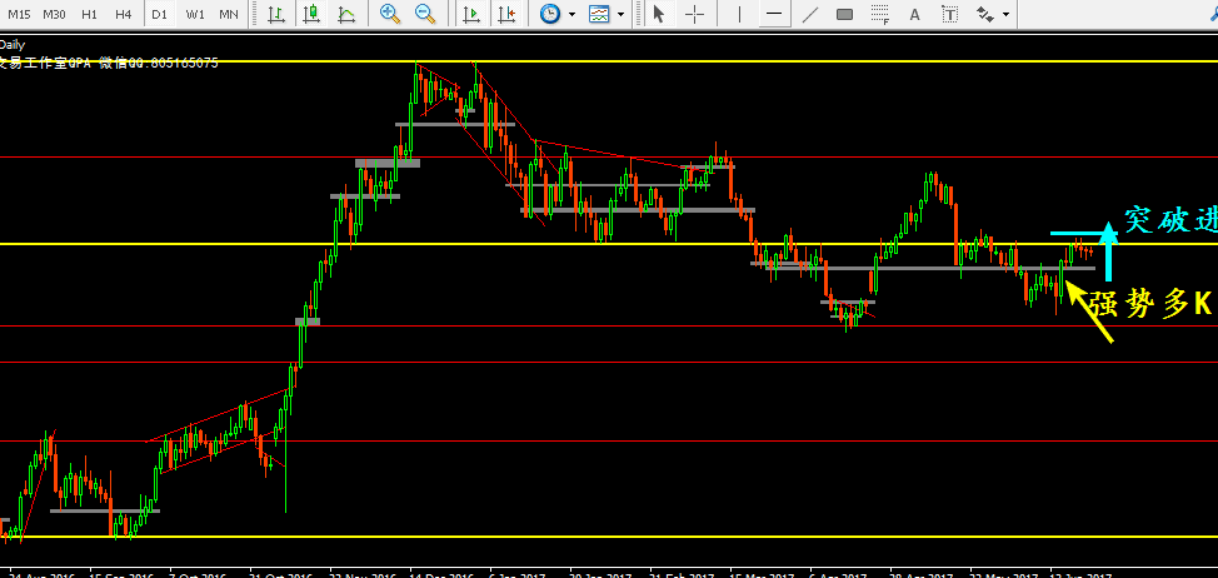 M15 M30 H1 H4 D1 W1 MN A T F
Daily
交易工作室QPA 微信QQ:805165075
突破进
强势多K
24 Aug 2016 15 Sep 2016 7 Oct 2016 31 Oct 2016 22 Nov 2016 14 Dec 2016 6 Jan 2017 30 Jan 2017 21 Feb 2017 15 Mar 2017 6 Apr 2017 28 Apr 2017 22 May 2017 13 Jun 2017